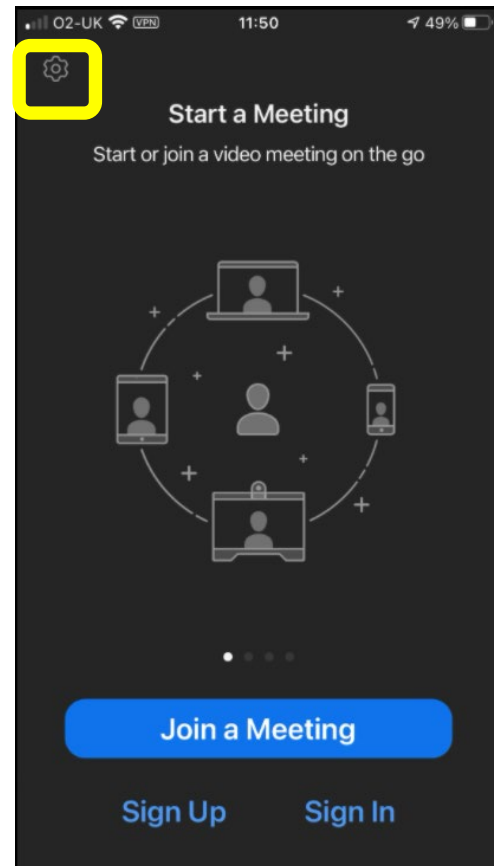 O2-UK VPN 11:50 49%
Start a Meeting
Start or join a video meeting on the go
Join a Meeting
Sign Up Sign In